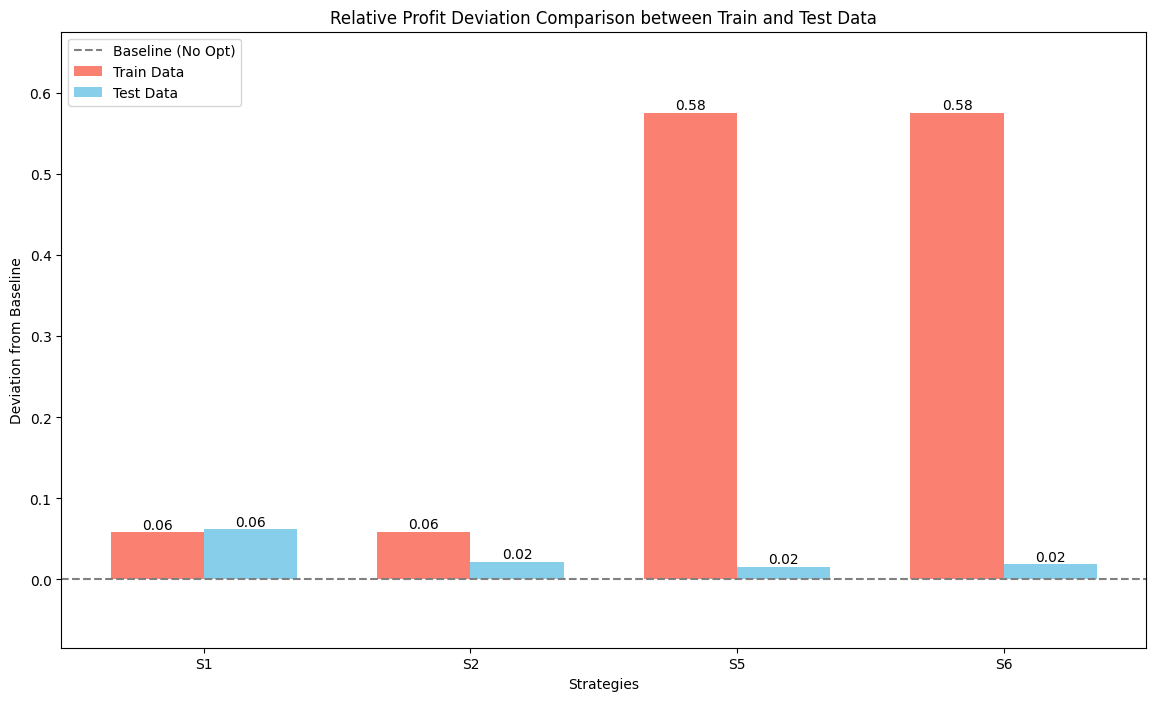 Relative Profit Deviation Comparison between Train and Test Data
Baseline (No Opt)
Train Data
Test Data
Deviation from Baseline
0.6
0.5
0.4
0.3
0.2
0.1
0.0
0.06
0.06
0.06
0.02
0.58
0.02
0.58
0.02
S1
S2
S5
S6
Strategies